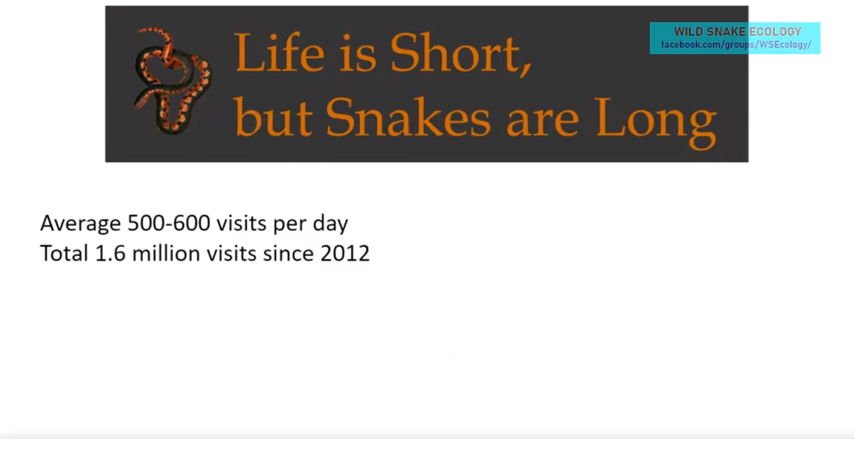 Life is Short,
but Snakes are Long
WILD SNAKE ECOLOGY
facebook.com/groups/WSEcology/
Average 500-600 visits per day
Total 1.6 million visits since 2012